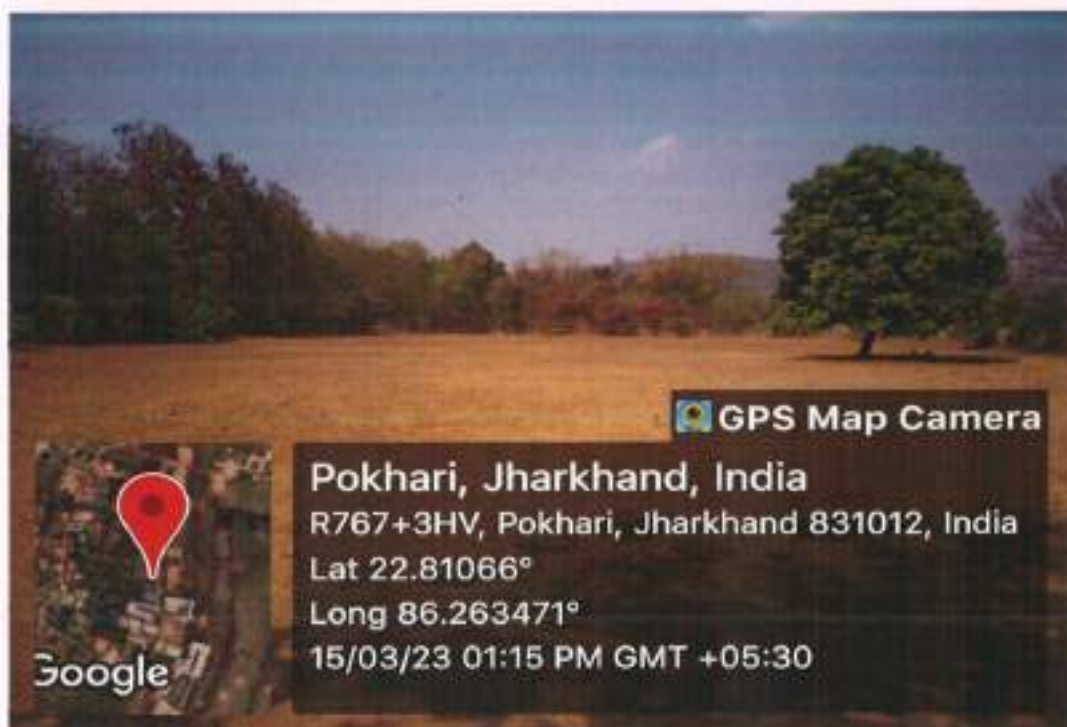 GPS Map Camera
Pokhari, Jharkhand, India
R767+3HV, Pokhari, Jharkhand 831012, India
Lat 22.81066°
Long 86.263471°
15/03/23 01:15 PM GMT +05:30
Google